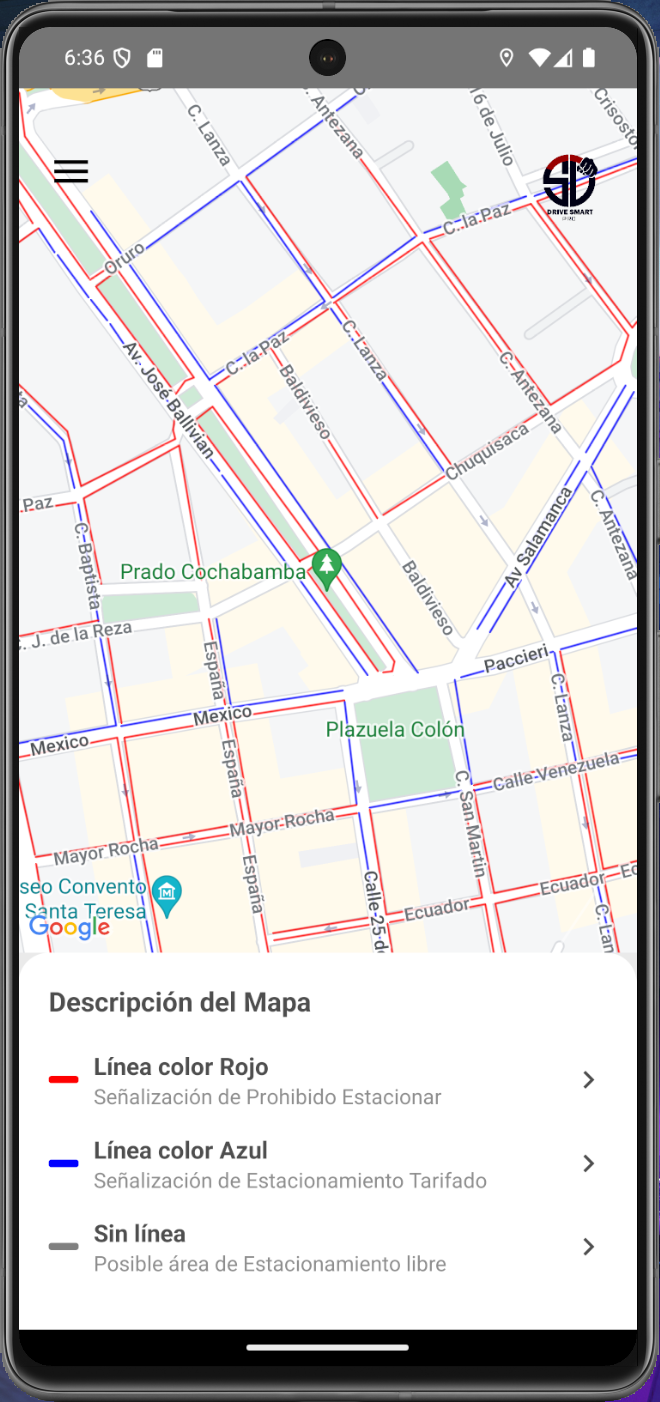 6:36
C. Lanza
Antezana
16 de Julio
Crisosto
DRIVE SMART
C. la Paz
Oruro
C. la Paz
C. Lanza
Av. José Ballivian
Baldivieso
C. Antezana
Chuquisaca
Paz
C. Baptista
Av Salamanca
C. Antezana
Prado Cochabamba
Baldivieso
J. de la Reza
España
Paccieri
Mexico
Plazuela Colón
C. Lanza
Mexico
España
Calle Venezuela
C. San Martin
Mayor Rocha
Mayor Rocha
España
Ecuador
Ec
seo Convento
Santa Teresa
Calle 25 d
Ecuador
C. Lan
Google
Descripción del Mapa
Línea color Rojo
Señalización de Prohibido Estacionar
Línea color Azul
Señalización de Estacionamiento Tarifado
Sin línea
Posible área de Estacionamiento libre